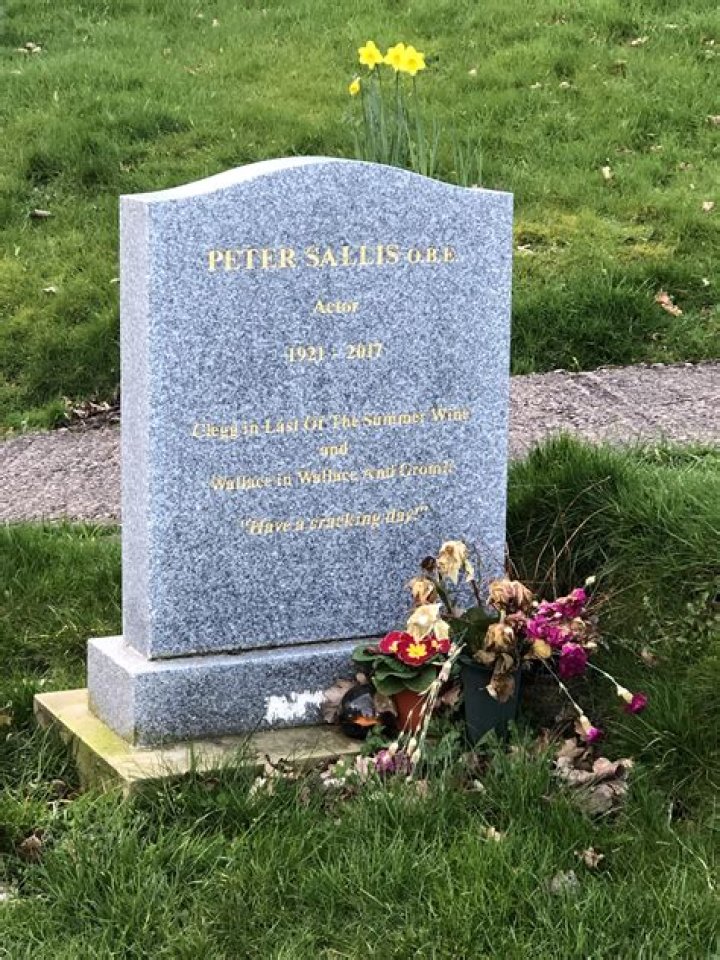 PETER SALLIS O.B.E.
Actor
1921 – 2017
Clegg in Last Of The Summer Wine
and
Wallace in Wallace And Gromit
"Have a cracking day!"